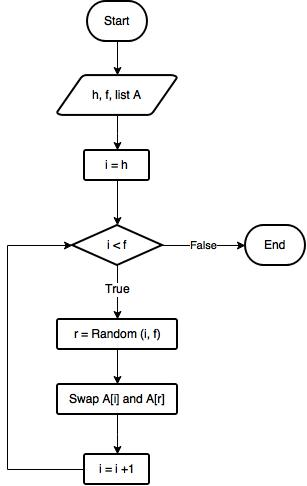 Start
h, f, list A
i = h
i < f
False
End
True
r = Random (i, f)
Swap A[i] and A[r]
i = i +1